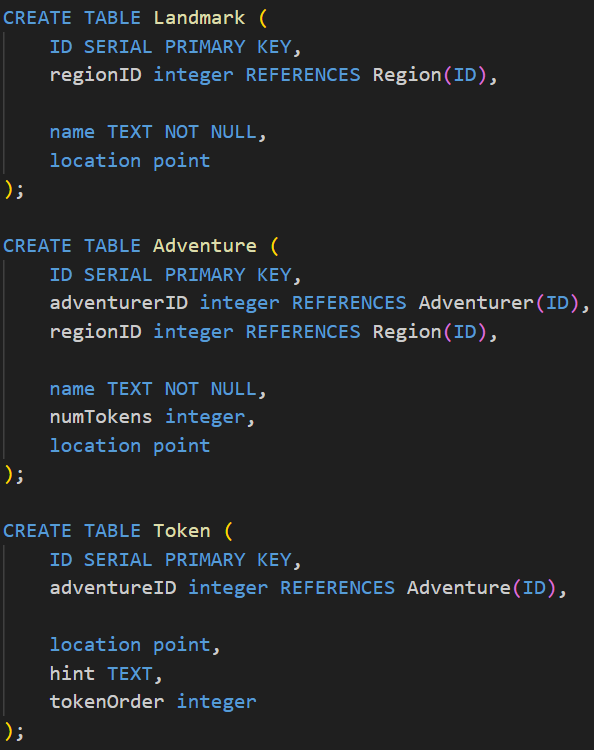 CREATE TABLE Landmark (
    ID SERIAL PRIMARY KEY,
    regionID integer REFERENCES Region(ID),

    name TEXT NOT NULL,
    location point
);

CREATE TABLE Adventure (
    ID SERIAL PRIMARY KEY,
    adventurerID integer REFERENCES Adventurer(ID),
    regionID integer REFERENCES Region(ID),

    name TEXT NOT NULL,
    numTokens integer,
    location point
);

CREATE TABLE Token (
    ID SERIAL PRIMARY KEY,
    adventureID integer REFERENCES Adventure(ID),

    location point,
    hint TEXT,
    tokenOrder integer
);